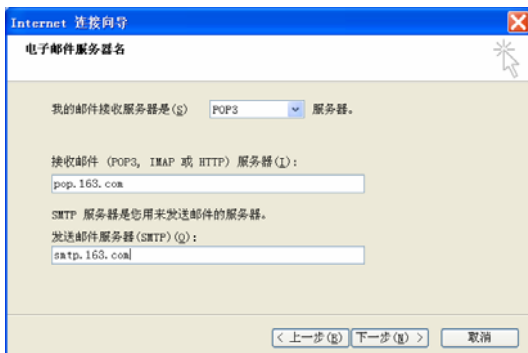 Internet 连接向导
电子邮件服务器名
我的邮件接收服务器是(S) POP3 服务器。
接收邮件 (POP3, IMAP 或 HTTP) 服务器(I):
pop.163.com
SMTP 服务器是您用来发送邮件的服务器。
发送邮件服务器(SMTP)(O):
smtp.163.com
< 上一步(B) 下一步(N) > 取消